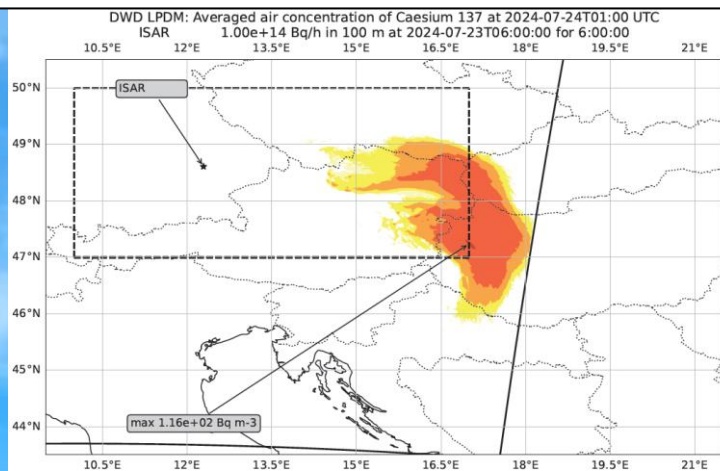 DWD LPDM: Averaged air concentration of Caesium 137 at 2024-07-24T01:00 UTC
ISAR 1.00e+14 Bq/h in 100 m at 2024-07-23T06:00:00 for 6:00:00
10.5°E 12°E 13.5°E 15°E 16.5°E 18°E 19.5°E 21°E
50°N
ISAR
49°N
48°N
47°N
46°N
45°N
44°N
max 1.16e+02 Bq m-3
10.5°E 12°E 13.5°E 15°E 16.5°E 18°E 19.5°E 21°E